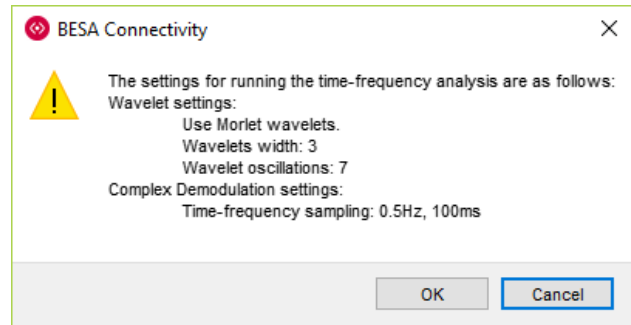 BESA Connectivity
The settings for running the time-frequency analysis are as follows:
Wavelet settings:
Use Morlet wavelets.
Wavelets width: 3
Wavelet oscillations: 7
Complex Demodulation settings:
Time-frequency sampling: 0.5Hz, 100ms
OK Cancel